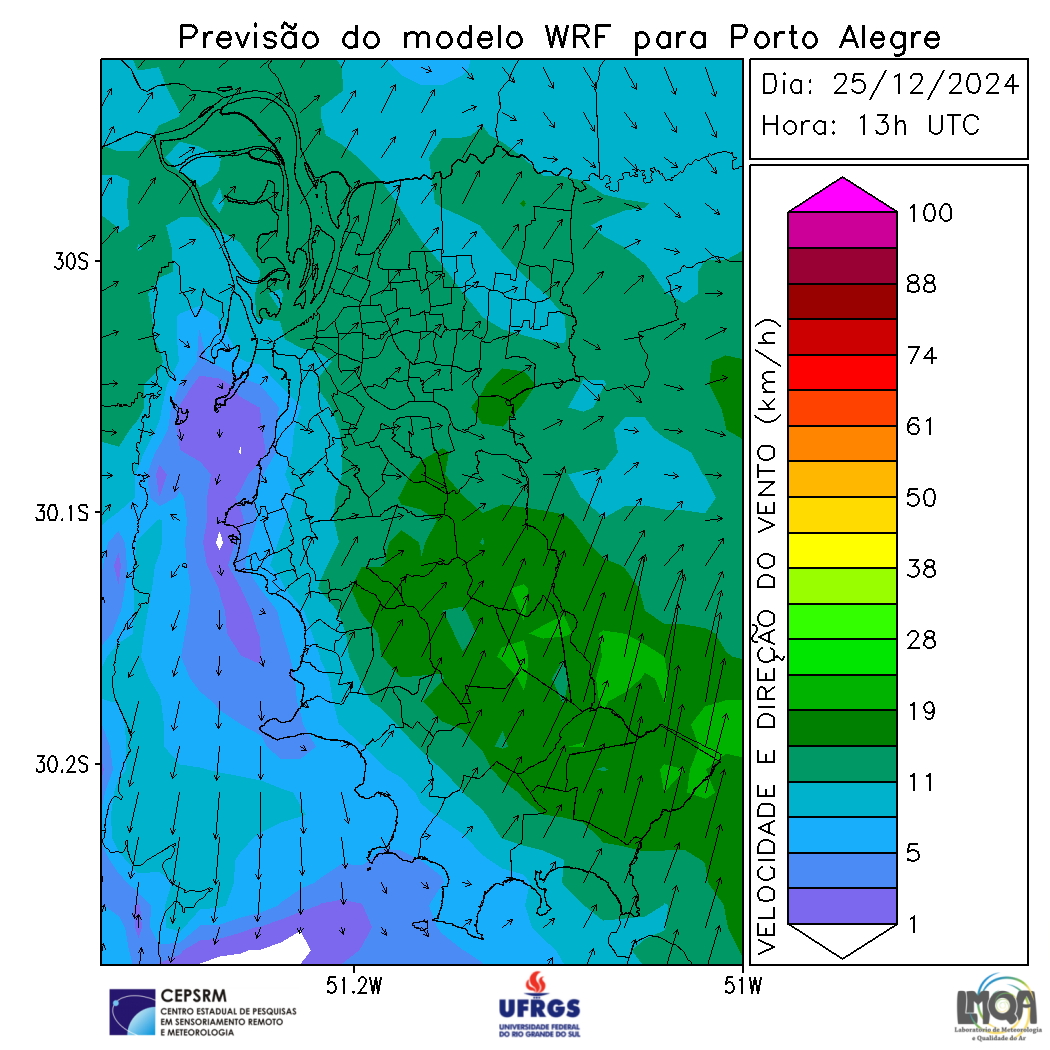 Previsão do modelo WRF para Porto Alegre
Dia: 25/12/2024
Hora: 13h UTC
30S
30.1S
30.2S
51.2W
51W
VELOCIDADE E DIREÇÃO DO VENTO (km/h)
100
88
74
61
50
38
28
19
11
5
1
CEPSRM
CENTRO ESTADUAL DE PESQUISAS
EM SENSORIAMENTO REMOTO
E METEOROLOGIA
UFRGS
UNIVERSIDADE FEDERAL
DO RIO GRANDE DO SUL
LMQA
Laboratório de Meteorologia
e Qualidade do Ar